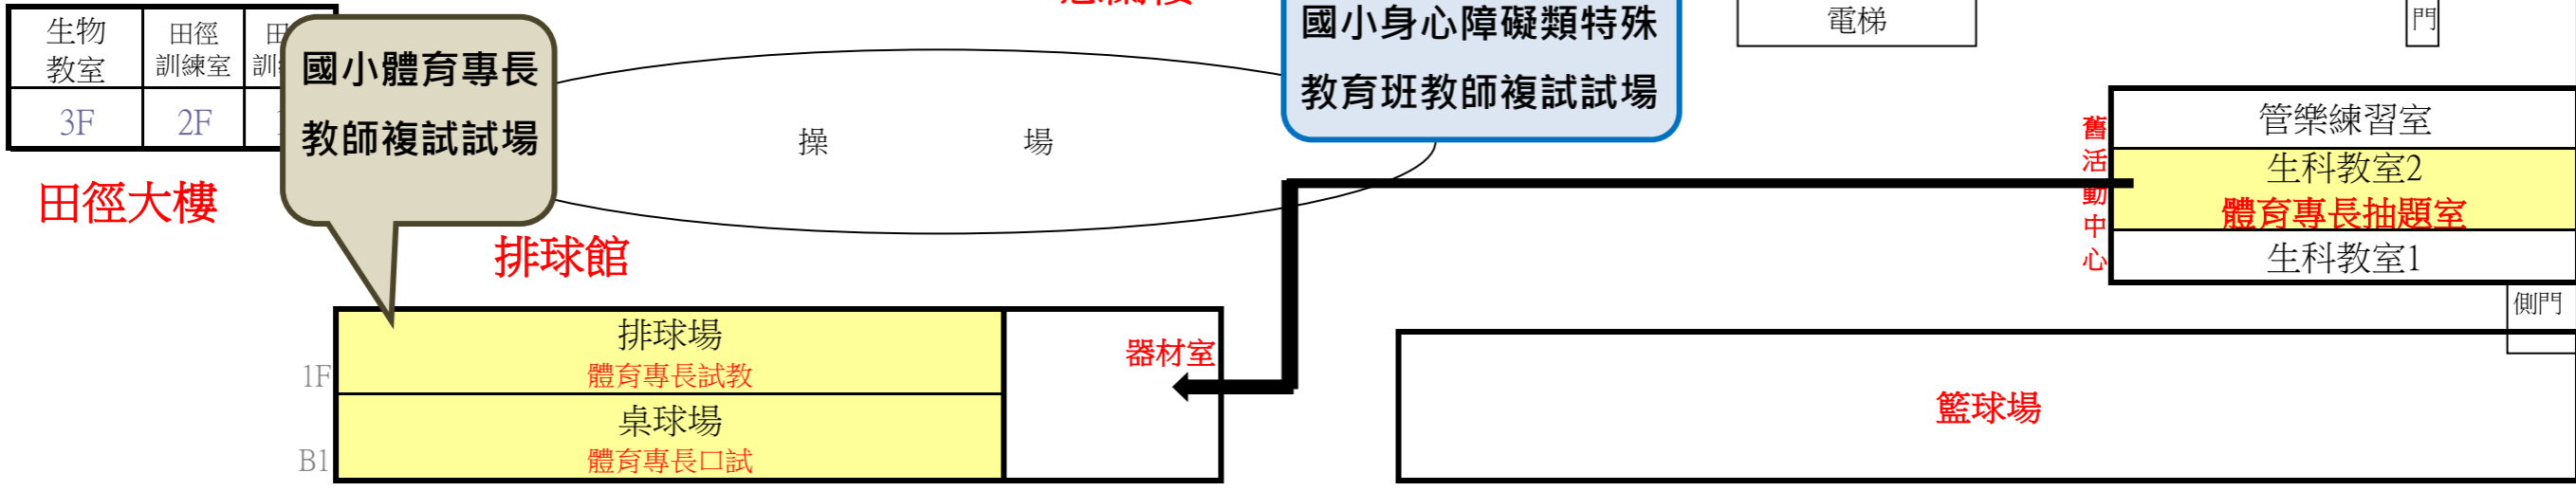 國小身心障礙類特殊
教育班教師複試試場
電梯
門
生物
教室
田徑
訓練室
3F
2F
國小體育專長
教師複試試場
田徑大樓
操場
舊活動中心
管樂練習室
生科教室2
體育專長抽題室
生科教室1
側門
排球館
1F
排球場
體育專長試教
器材室
B1
桌球場
體育專長口試
籃球場